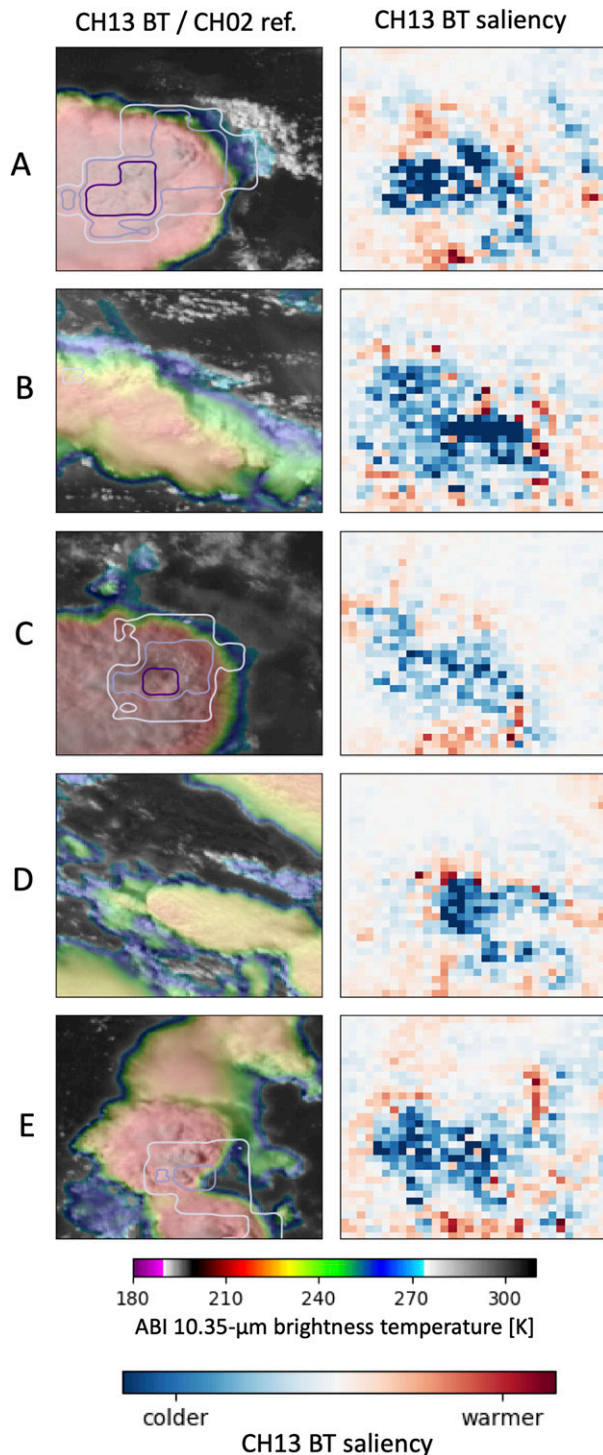 CH13 BT / CH02 ref. CH13 BT saliency
A
B
C
D
E
180 210 240 270 300
ABI 10.35-μm brightness temperature [K]
colder warmer
CH13 BT saliency